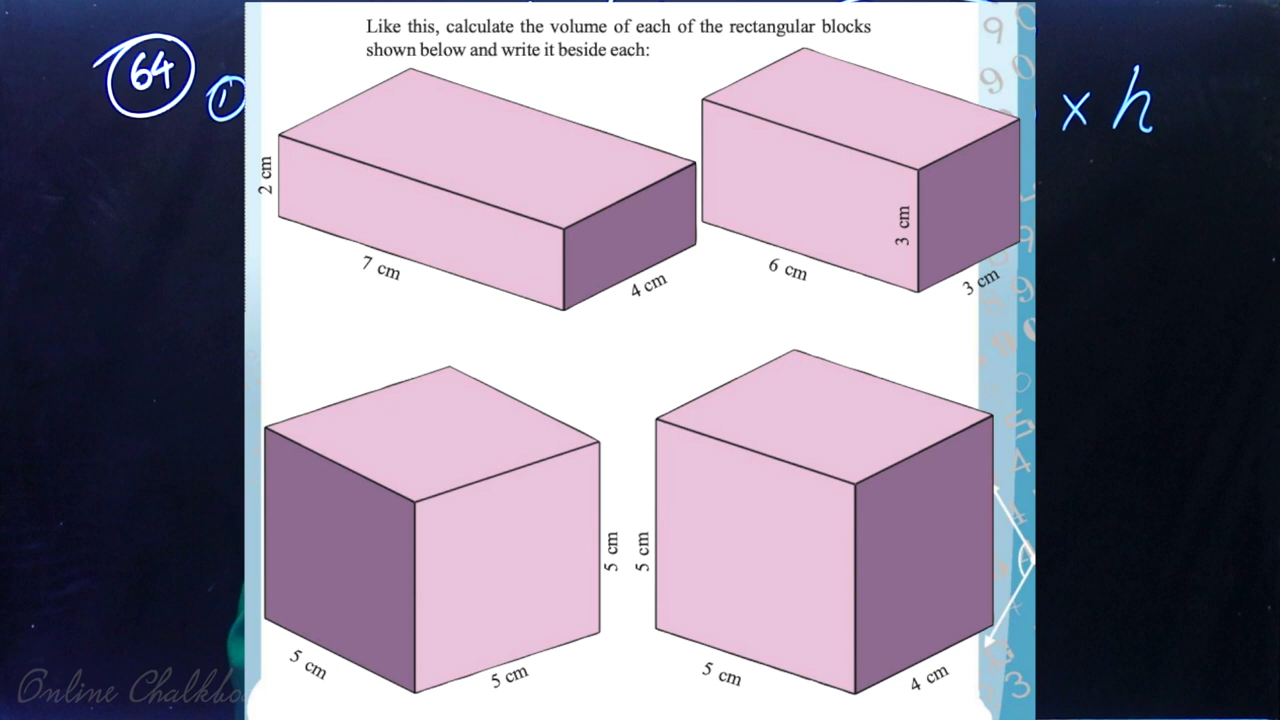 Like this, calculate the volume of each of the rectangular blocks
shown below and write it beside each:
64
× h
2 cm
7 cm
4 cm
3 cm
6 cm
3 cm
5 cm
5 cm
5 cm
5 cm
5 cm
4 cm
Online